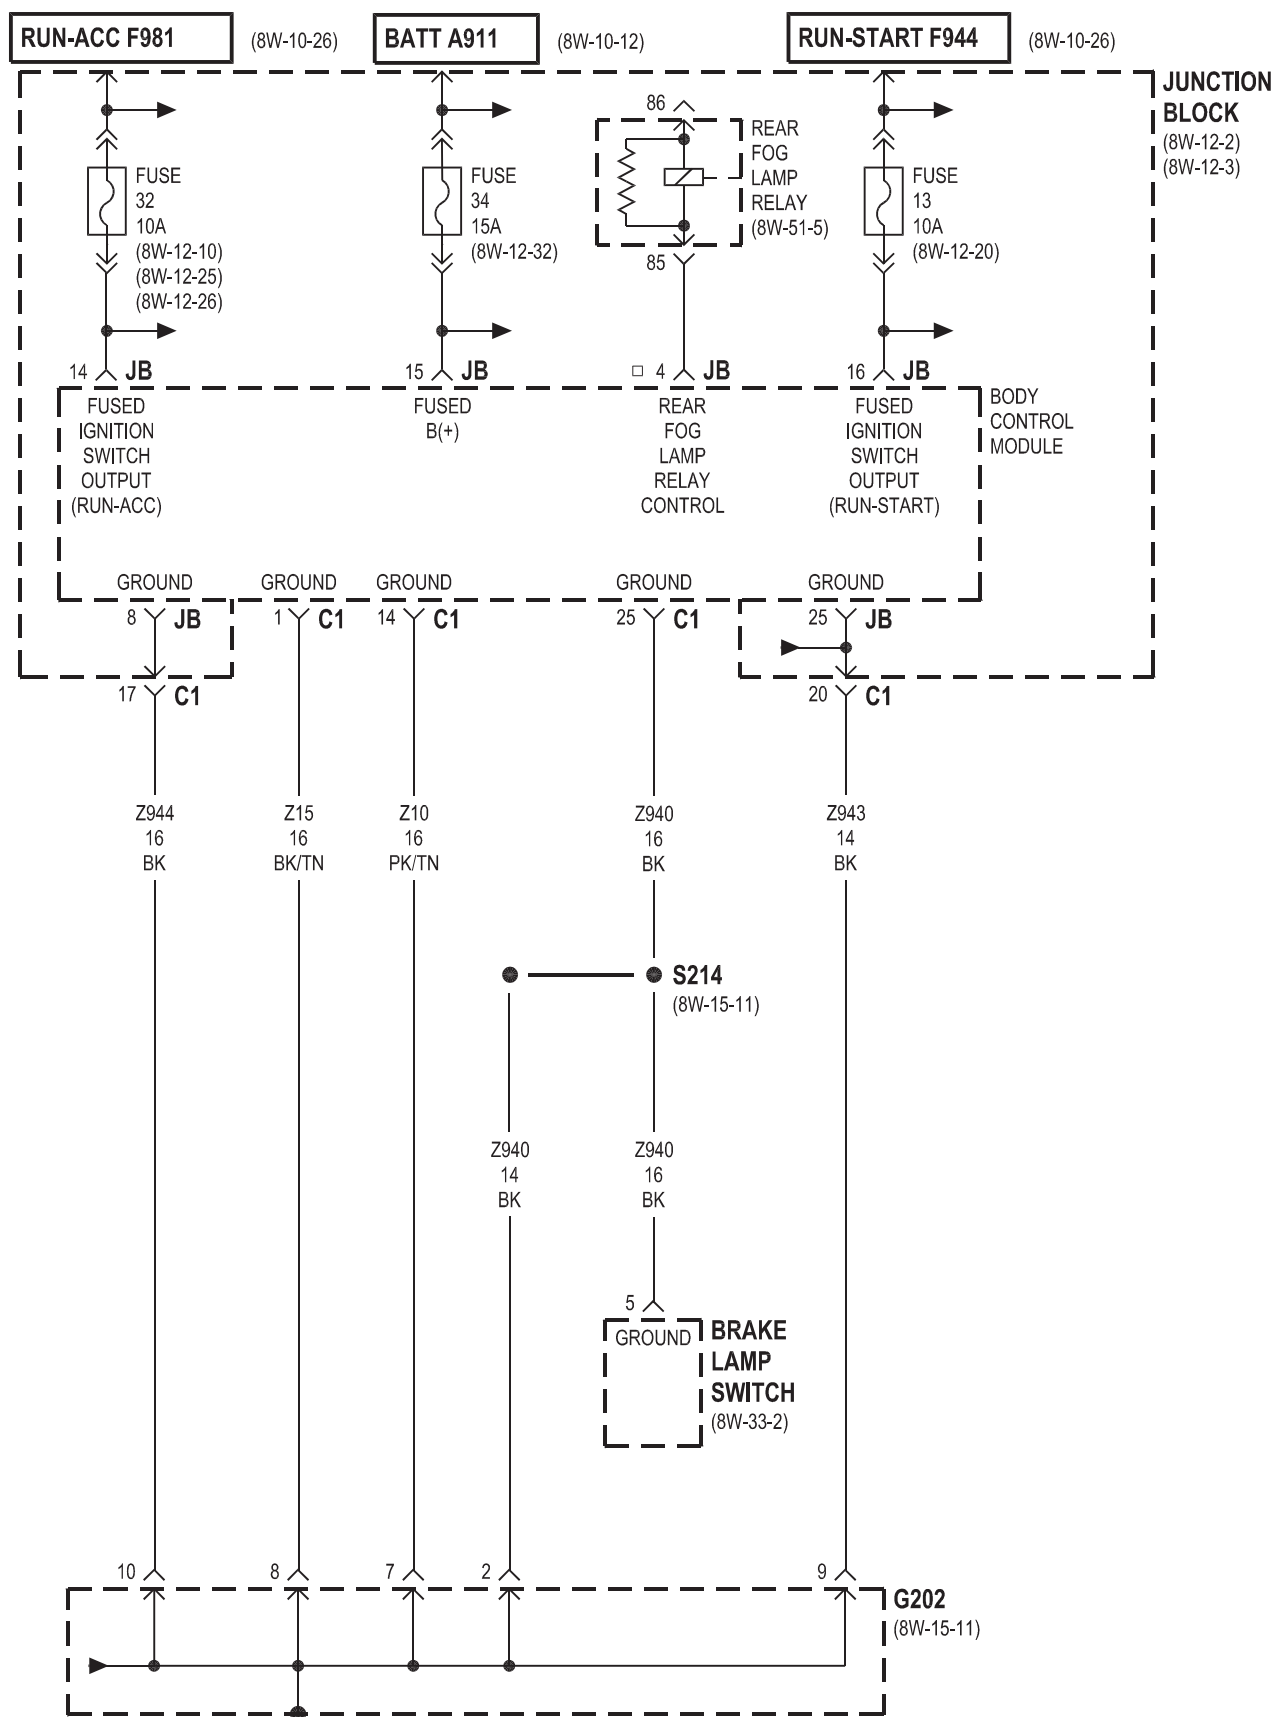 RUN-ACC F981 (8W-10-26) BATT A911 (8W-10-12) RUN-START F944 (8W-10-26)
JUNCTION
BLOCK
(8W-12-2)
(8W-12-3)
FUSE
32
10A
(8W-12-10)
(8W-12-25)
(8W-12-26)
FUSE
34
15A
(8W-12-32)
86
REAR
FOG
LAMP
RELAY
(8W-51-5)
85
FUSE
13
10A
(8W-12-20)
14 JB 15 JB 4 JB 16 JB
BODY
CONTROL
MODULE
FUSED
IGNITION
SWITCH
OUTPUT
(RUN-ACC)
FUSED
B(+)
REAR
FOG
LAMP
RELAY
CONTROL
FUSED
IGNITION
SWITCH
OUTPUT
(RUN-START)
GROUND GROUND GROUND GROUND GROUND
8 JB 1 C1 14 C1 25 C1 25 JB
17 C1 20 C1
Z944
16
BK
Z15
16
BK/TN
Z10
16
PK/TN
Z940
16
BK
Z943
14
BK
S214
(8W-15-11)
Z940
14
BK
Z940
16
BK
5
GROUND
BRAKE
LAMP
SWITCH
(8W-33-2)
10 8 7 2 9
G202
(8W-15-11)